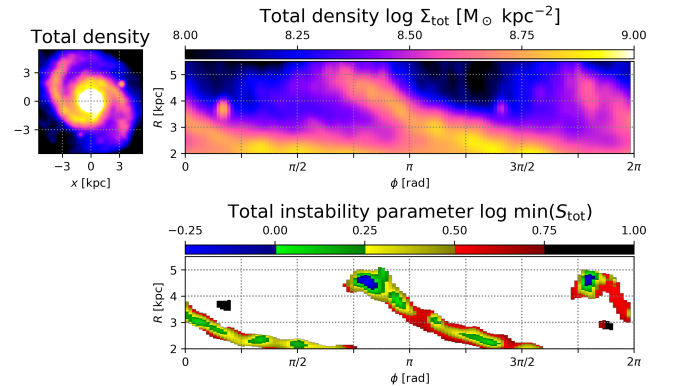 Total density log Σtot [M⊙ kpc−2]
8.00 8.25 8.50 8.75 9.00
Total density
3
0
−3
−3 0 3
x [kpc]
R [kpc]
5
4
3
2
0 π/2 π 3π/2 2π
ϕ [rad]
Total instability parameter log min(Stot)
−0.25 0.00 0.25 0.50 0.75 1.00
R [kpc]
5
4
3
2
0 π/2 π 3π/2 2π
ϕ [rad]